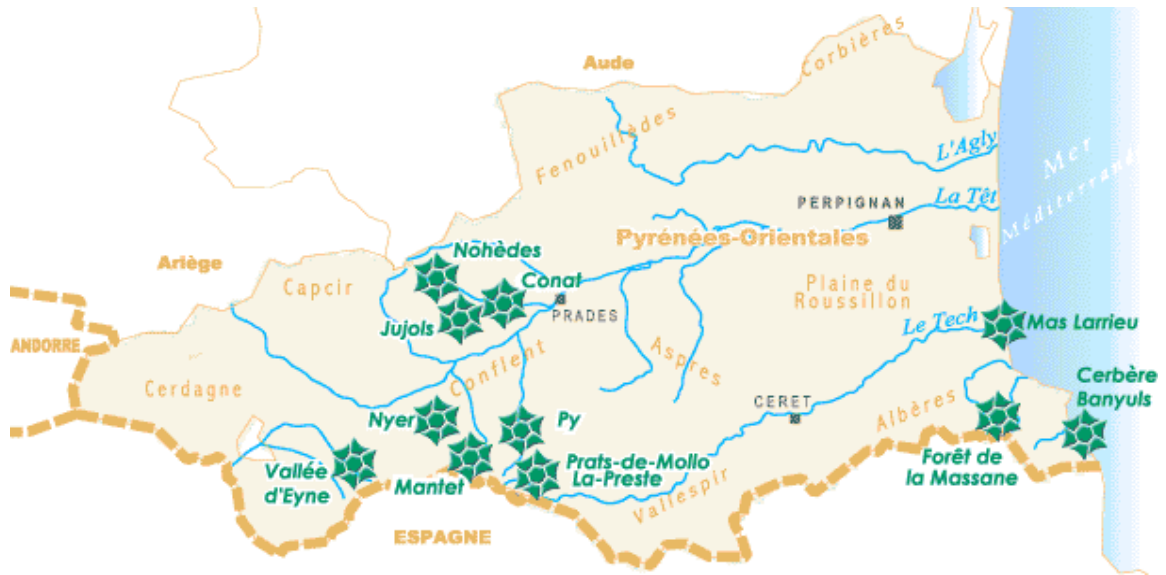 Corbières
Aude
Fenouillèdes
L'Agly
Mer
Méditerranée
La Têt
PERPIGNAN
Pyrénées-Orientales
Nohèdes
Ariège
Capcir
Conat
Plaine du
Roussillon
PRADES
Jujols
Le Tech
Mas Larrieu
ANDORRE
Conflent
Aspres
Cerdagne
Cerbère
Banyuls
CERET
Albères
Nyer
Py
Valléè
d'Eyne
Mantet
Prats-de-Mollo
La-Preste
Forêt de
la Massane
Vallespir
ESPAGNE